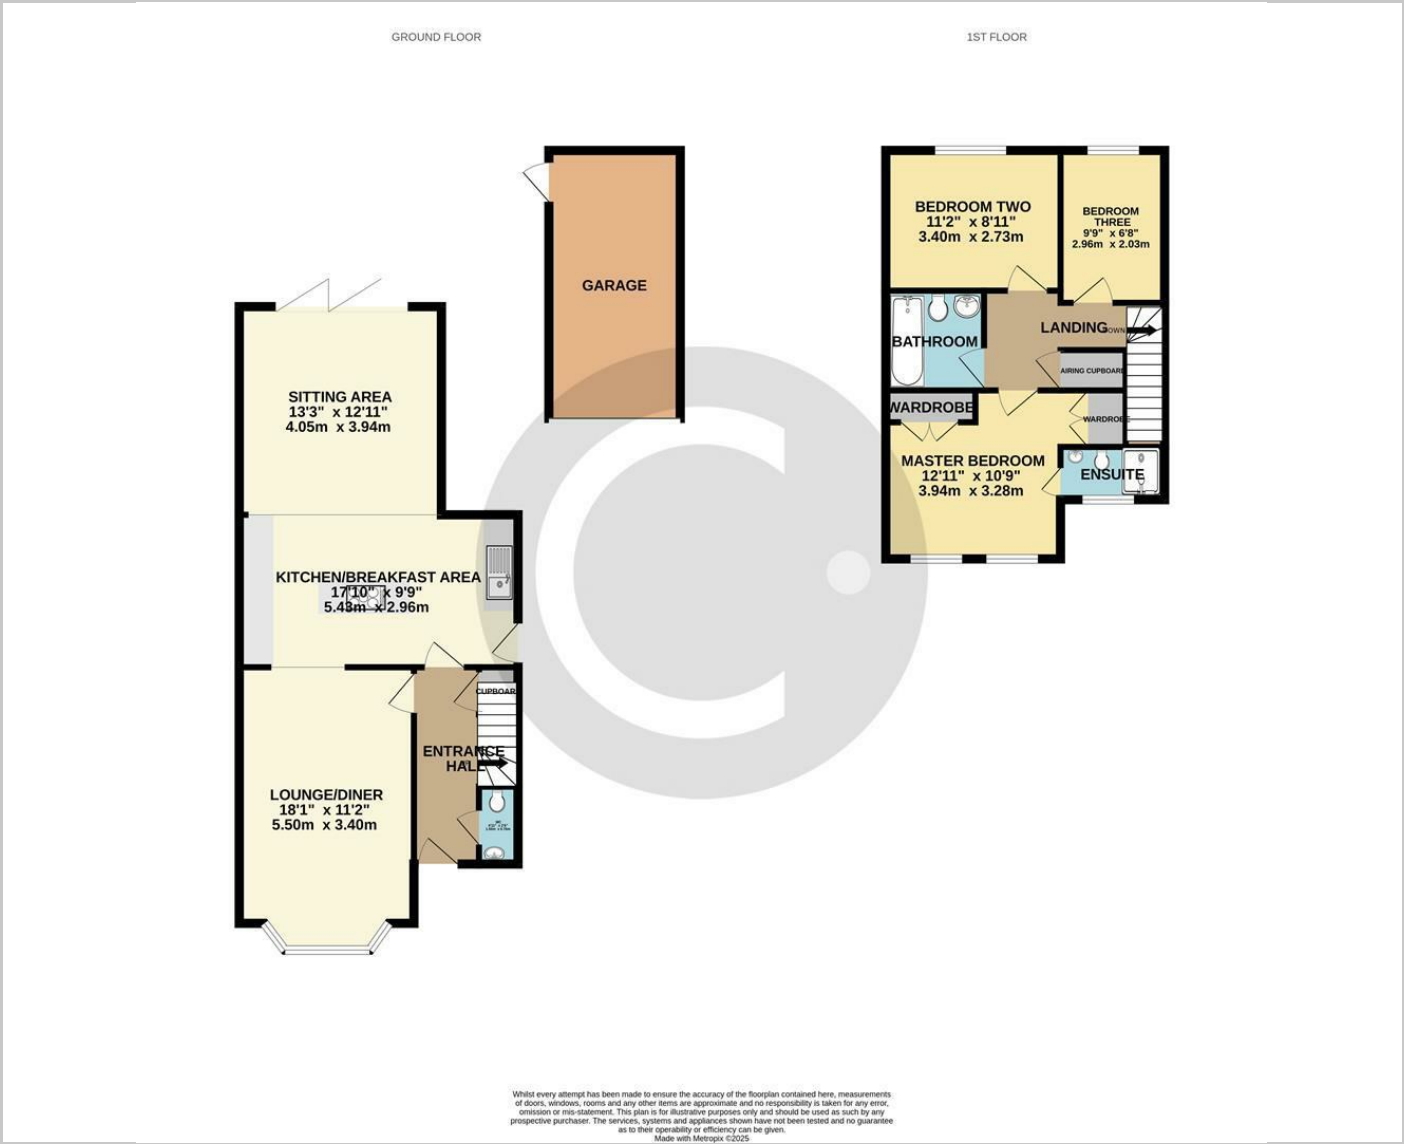 GROUND FLOOR
1ST FLOOR
GARAGE
SITTING AREA
13'3" x 12'11"
4.05m x 3.94m
KITCHEN/BREAKFAST AREA
17'10" x 9'9"
5.43m x 2.96m
CUPBOAR
ENTRANCE
HALL
LOUNGE/DINER
18'1" x 11'2"
5.50m x 3.40m
BEDROOM TWO
11'2" x 8'11"
3.40m x 2.73m
BEDROOM
THREE
9'9" x 6'8"
2.96m x 2.03m
LANDING
BATHROOM
AIRING CUPBOARD
WARDROBE
WARDROBE
MASTER BEDROOM
12'11" x 10'9"
3.94m x 3.28m
ENSUITE
Whilst every attempt has been made to ensure the accuracy of the floorplan contained here, measurements
of doors, windows, rooms and any other items are approximate and no responsibility is taken for any error,
omission or mis-statement. This plan is for illustrative purposes only and should be used as such by any
prospective purchaser. The services, systems and appliances shown have not been tested and no guarantee
as to their operability or efficiency can be given.
Made with Metropix ©2025